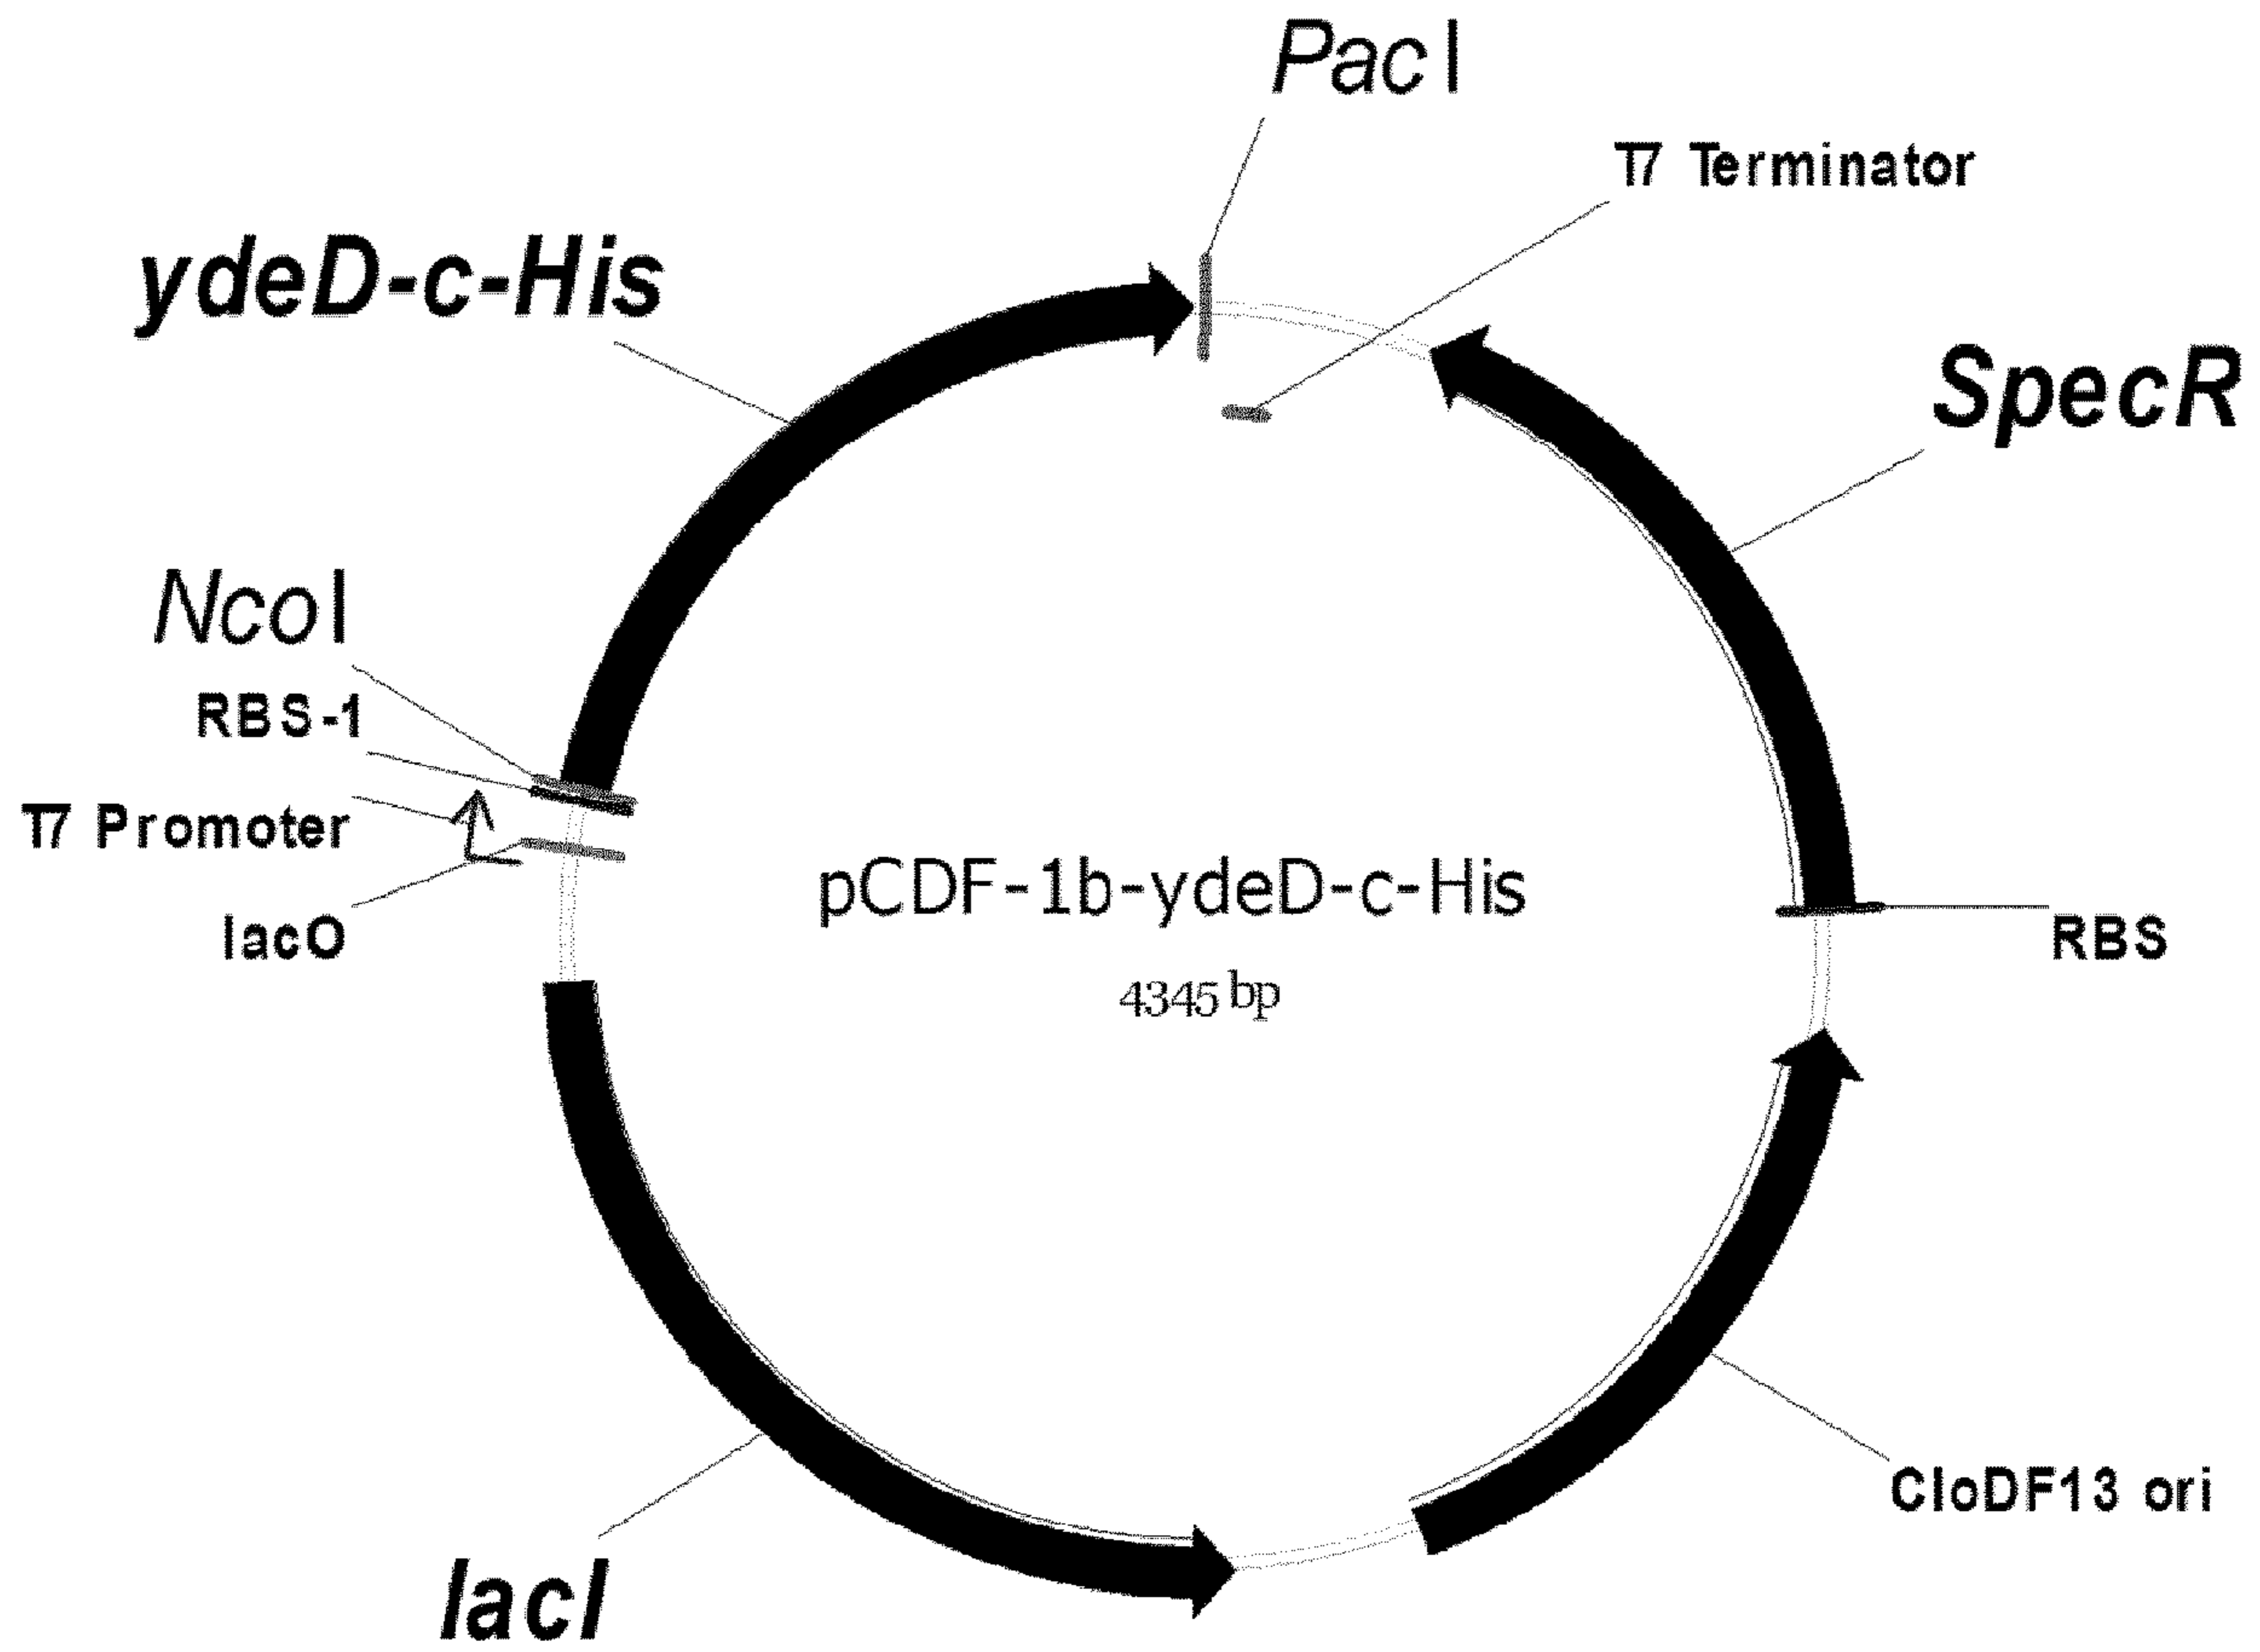 PacI
T7 Terminator
ydeD-c-His
SpecR
NcoI
RBS-1
T7 Promoter
lacO
pCDF-1b-ydeD-c-His
4345 bp
RBS
CloDF13 ori
lacI